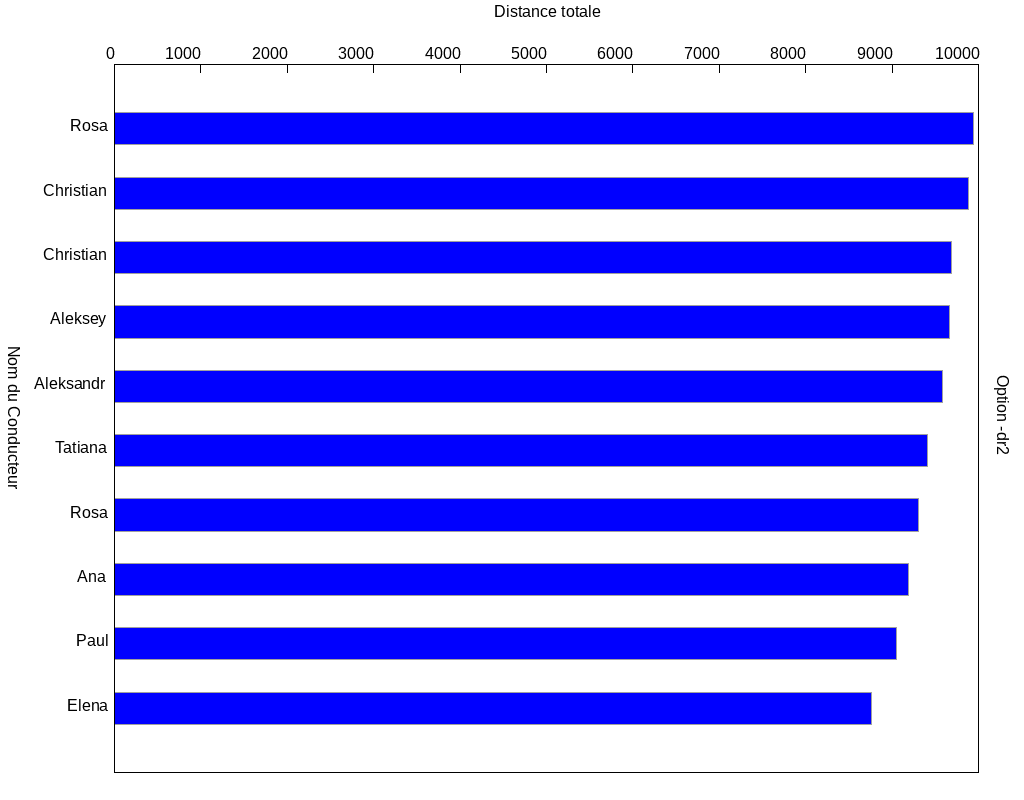 Distance totale
0 1000 2000 3000 4000 5000 6000 7000 8000 9000 10000
Rosa
Christian
Christian
Aleksey
Aleksandr
Tatiana
Rosa
Ana
Paul
Elena
Nom du Conducteur
Option -dr2